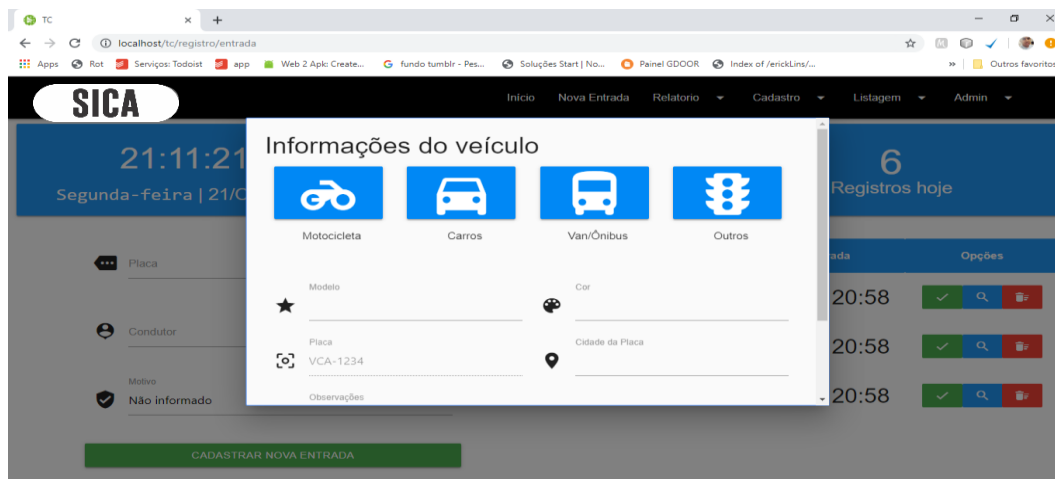 TC
localhost/tc/registro/entrada
Apps Rot Serviços: Todoist app Web 2 Apk: Create... fundo tumblr - Pes... Soluções Start | No... Painel GDOOR Index of /erickLins/... » Outros favoritos
SICA Início Nova Entrada Relatorio Cadastro Listagem Admin
21:11:21
Segunda-feira | 21/
6
Registros hoje
Informações do veículo
Motocicleta Carros Van/Ônibus Outros
Placa
Condutor
Motivo
Não informado
CADASTRAR NOVA ENTRADA
Modelo Cor
Placa Cidade da Placa
VCA-1234
Observações
ada Opções
20:58
20:58
20:58